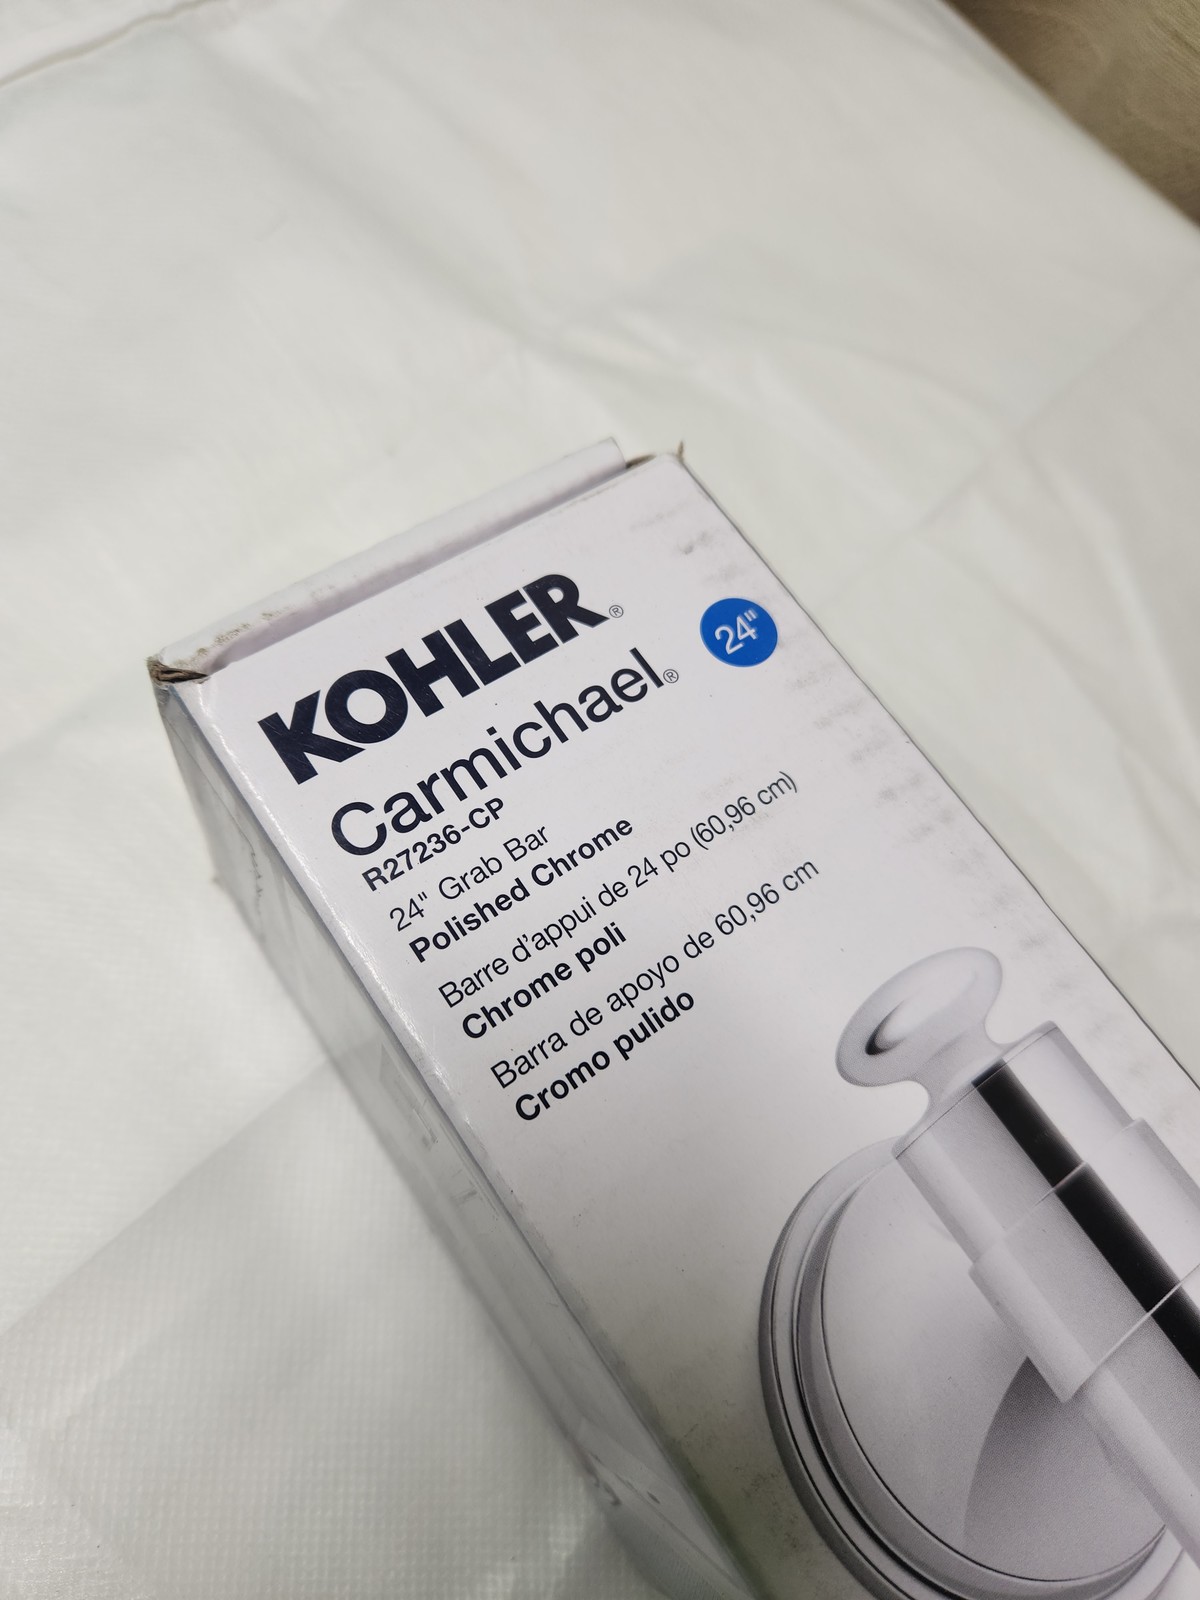 KOHLER®
24"
Carmichael®
R27236-CP
24" Grab Bar
Polished Chrome
Barre d'appui de 24 po (60,96 cm)
Chrome poli
Barra de apoyo de 60,96 cm
Cromo pulido